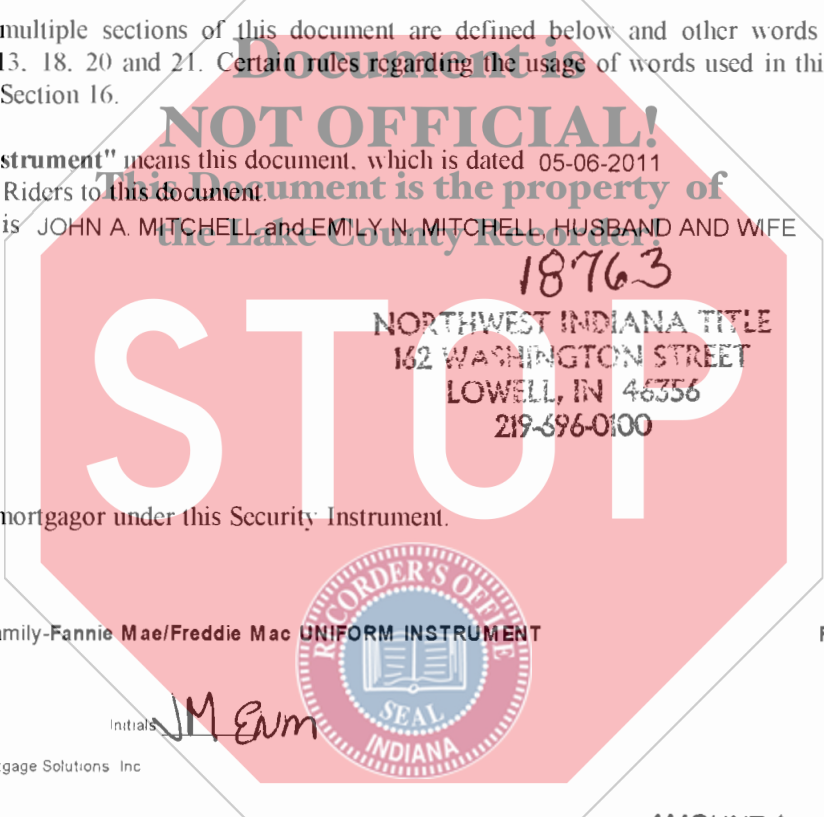 multiple sections of this document are defined below and other words
13. 18. 20 and 21. Certain rules regarding the usage of words used in thi
Section 16.
Document is
NOT OFFICIAL!
This Document is the property of
the Lake County Recorder!
strument" means this document, which is dated 05-06-2011
Riders to this document.
is JOHN A. MITCHELL and EMILY N. MITCHELL, HUSBAND AND WIFE
18763
NORTHWEST INDIANA TITLE
162 WASHINGTON STREET
LOWELL, IN 46356
219-696-0100
STOP
mortgagor under this Security Instrument.
RECORDER'S OFFICE
SEAL
INDIANA
amily-Fannie Mae/Freddie Mac UNIFORM INSTRUMENT
Initials JM ENM
tgage Solutions Inc